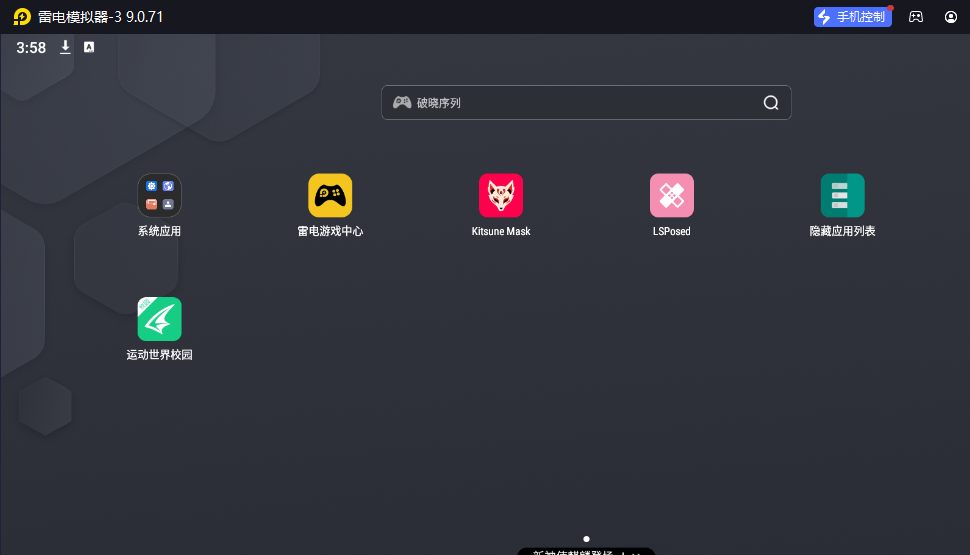 雷电模拟器-3 9.0.71
手机控制
3:58
A
破晓序列
系统应用
雷电游戏中心
Kitsune Mask
LSPosed
隐藏应用列表
运动世界校园